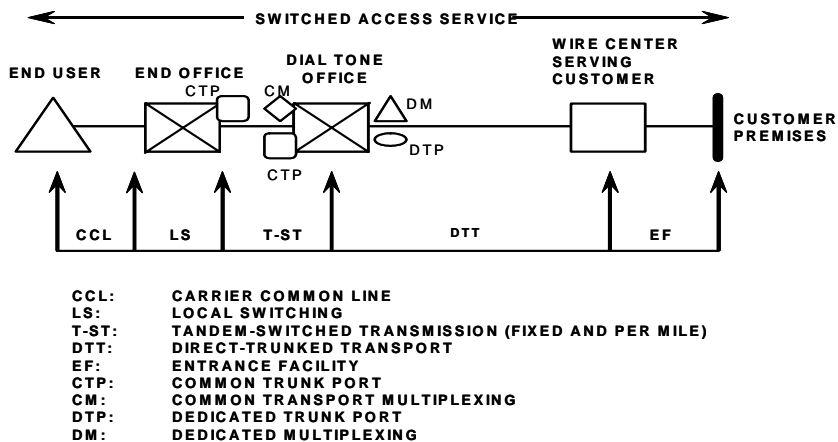 SWITCHED ACCESS SERVICE
END USER
END OFFICE
DIAL TONE
OFFICE
WIRE CENTER
SERVING
CUSTOMER
CTP
CM
DM
CUSTOMER
PREMISES
CTP
DTP
CCL
LS
T-ST
DTT
EF
CCL: CARRIER COMMON LINE
LS: LOCAL SWITCHING
T-ST: TANDEM-SWITCHED TRANSMISSION (FIXED AND PER MILE)
DTT: DIRECT-TRUNKED TRANSPORT
EF: ENTRANCE FACILITY
CTP: COMMON TRUNK PORT
CM: COMMON TRANSPORT MULTIPLEXING
DTP: DEDICATED TRUNK PORT
DM: DEDICATED MULTIPLEXING